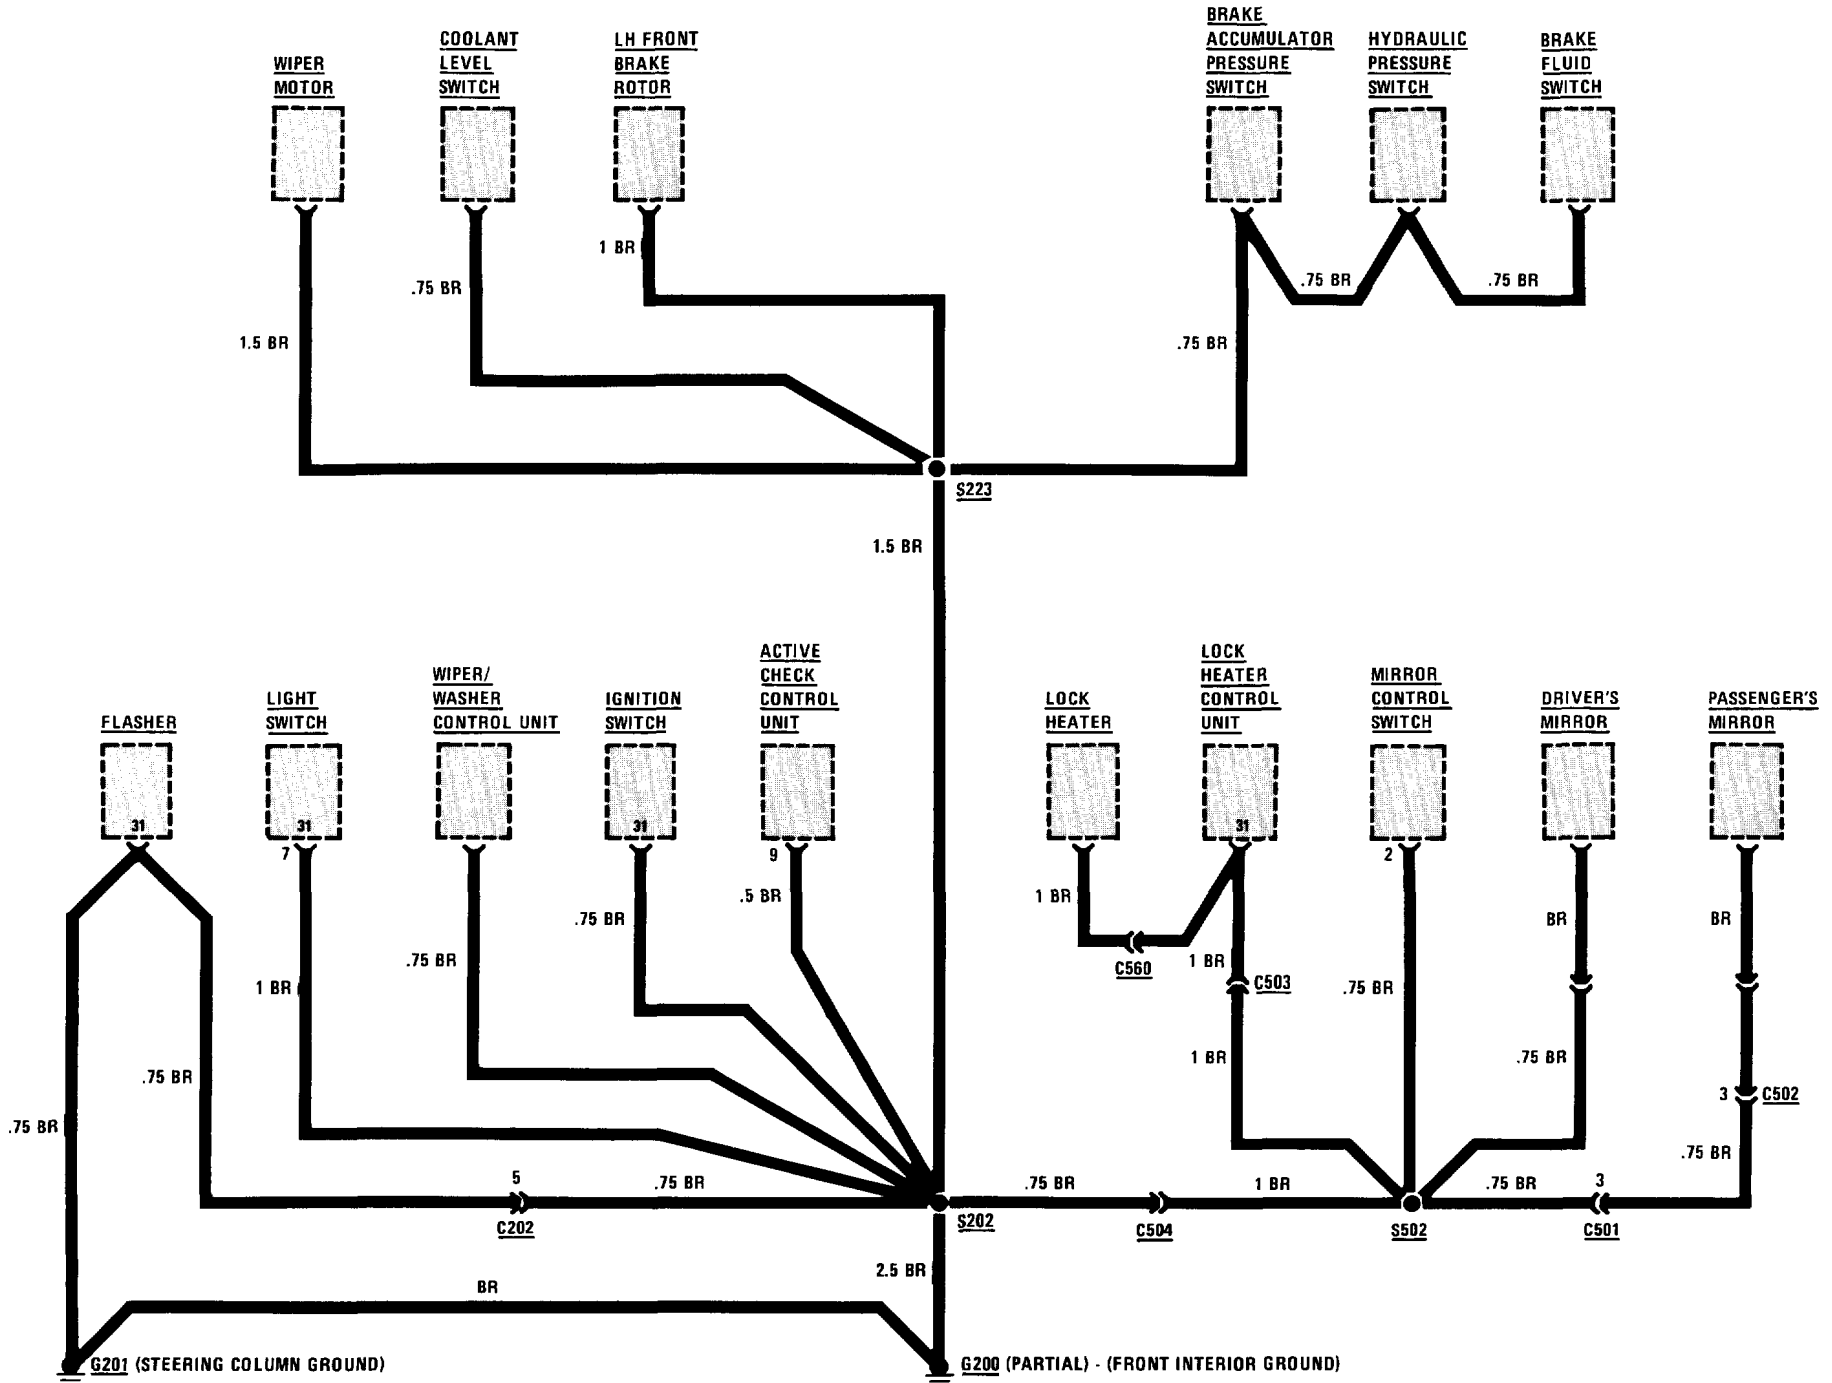 WIPER
MOTOR
COOLANT
LEVEL
SWITCH
LH FRONT
BRAKE
ROTOR
BRAKE
ACCUMULATOR
PRESSURE
SWITCH
HYDRAULIC
PRESSURE
SWITCH
BRAKE
FLUID
SWITCH
1 BR
.75 BR
1.5 BR
.75 BR
.75 BR
.75 BR
S223
1.5 BR
FLASHER
LIGHT
SWITCH
WIPER/
WASHER
CONTROL UNIT
IGNITION
SWITCH
ACTIVE
CHECK
CONTROL
UNIT
LOCK
HEATER
LOCK
HEATER
CONTROL
UNIT
MIRROR
CONTROL
SWITCH
DRIVER'S
MIRROR
PASSENGER'S
MIRROR
31
31
31
31
7
9
2
.5 BR
.75 BR
.75 BR
1 BR
.75 BR
.75 BR
1 BR
C560
1 BR
C503
1 BR
.75 BR
BR
.75 BR
BR
3
C502
.75 BR
5
C202
.75 BR
S202
.75 BR
C504
1 BR
S502
.75 BR
3
C501
2.5 BR
BR
G201 (STEERING COLUMN GROUND)
G200 (PARTIAL) - (FRONT INTERIOR GROUND)